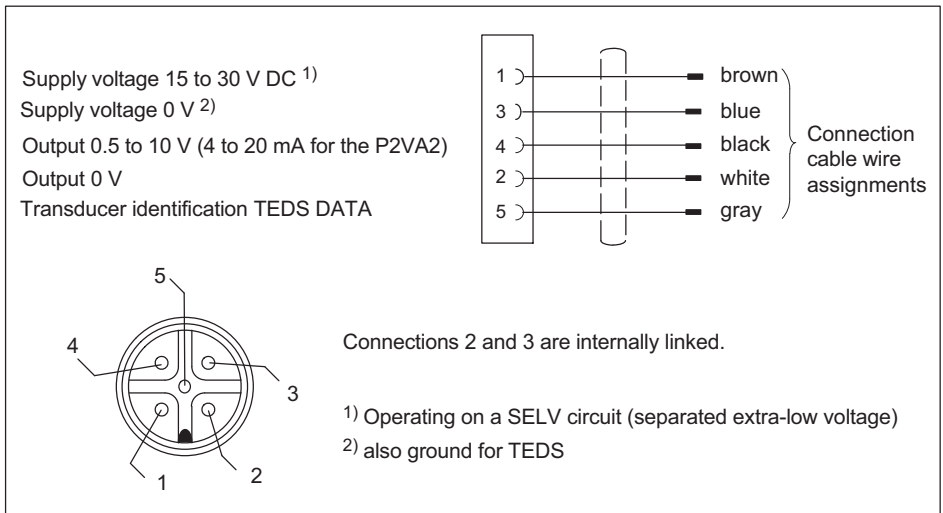 Supply voltage 15 to 30 V DC 1)
Supply voltage 0 V 2)
Output 0.5 to 10 V (4 to 20 mA for the P2VA2)
Output 0 V
Transducer identification TEDS DATA
1 brown
3 blue
4 black
2 white
5 gray
Connection
cable wire
assignments
5
4
3
1
2
Connections 2 and 3 are internally linked.
1) Operating on a SELV circuit (separated extra-low voltage)
2) also ground for TEDS